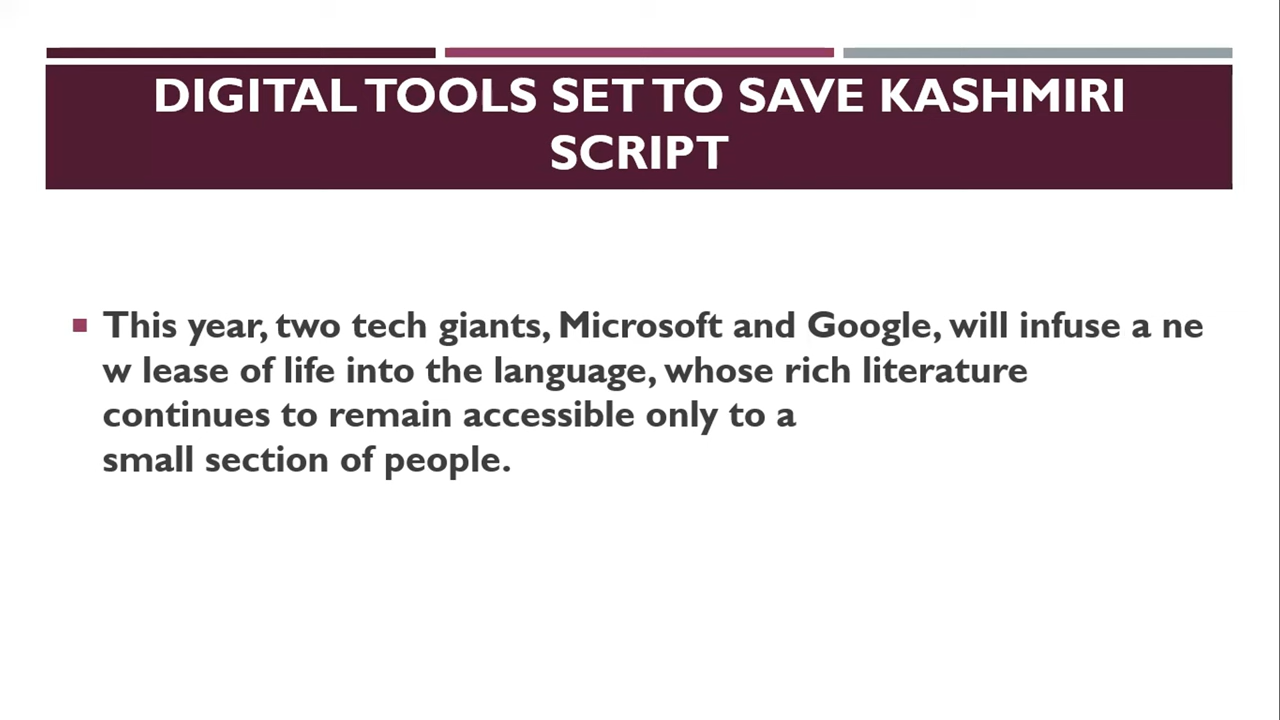 DIGITAL TOOLS SET TO SAVE KASHMIRI
SCRIPT
This year, two tech giants, Microsoft and Google, will infuse a ne
w lease of life into the language, whose rich literature
continues to remain accessible only to a
small section of people.